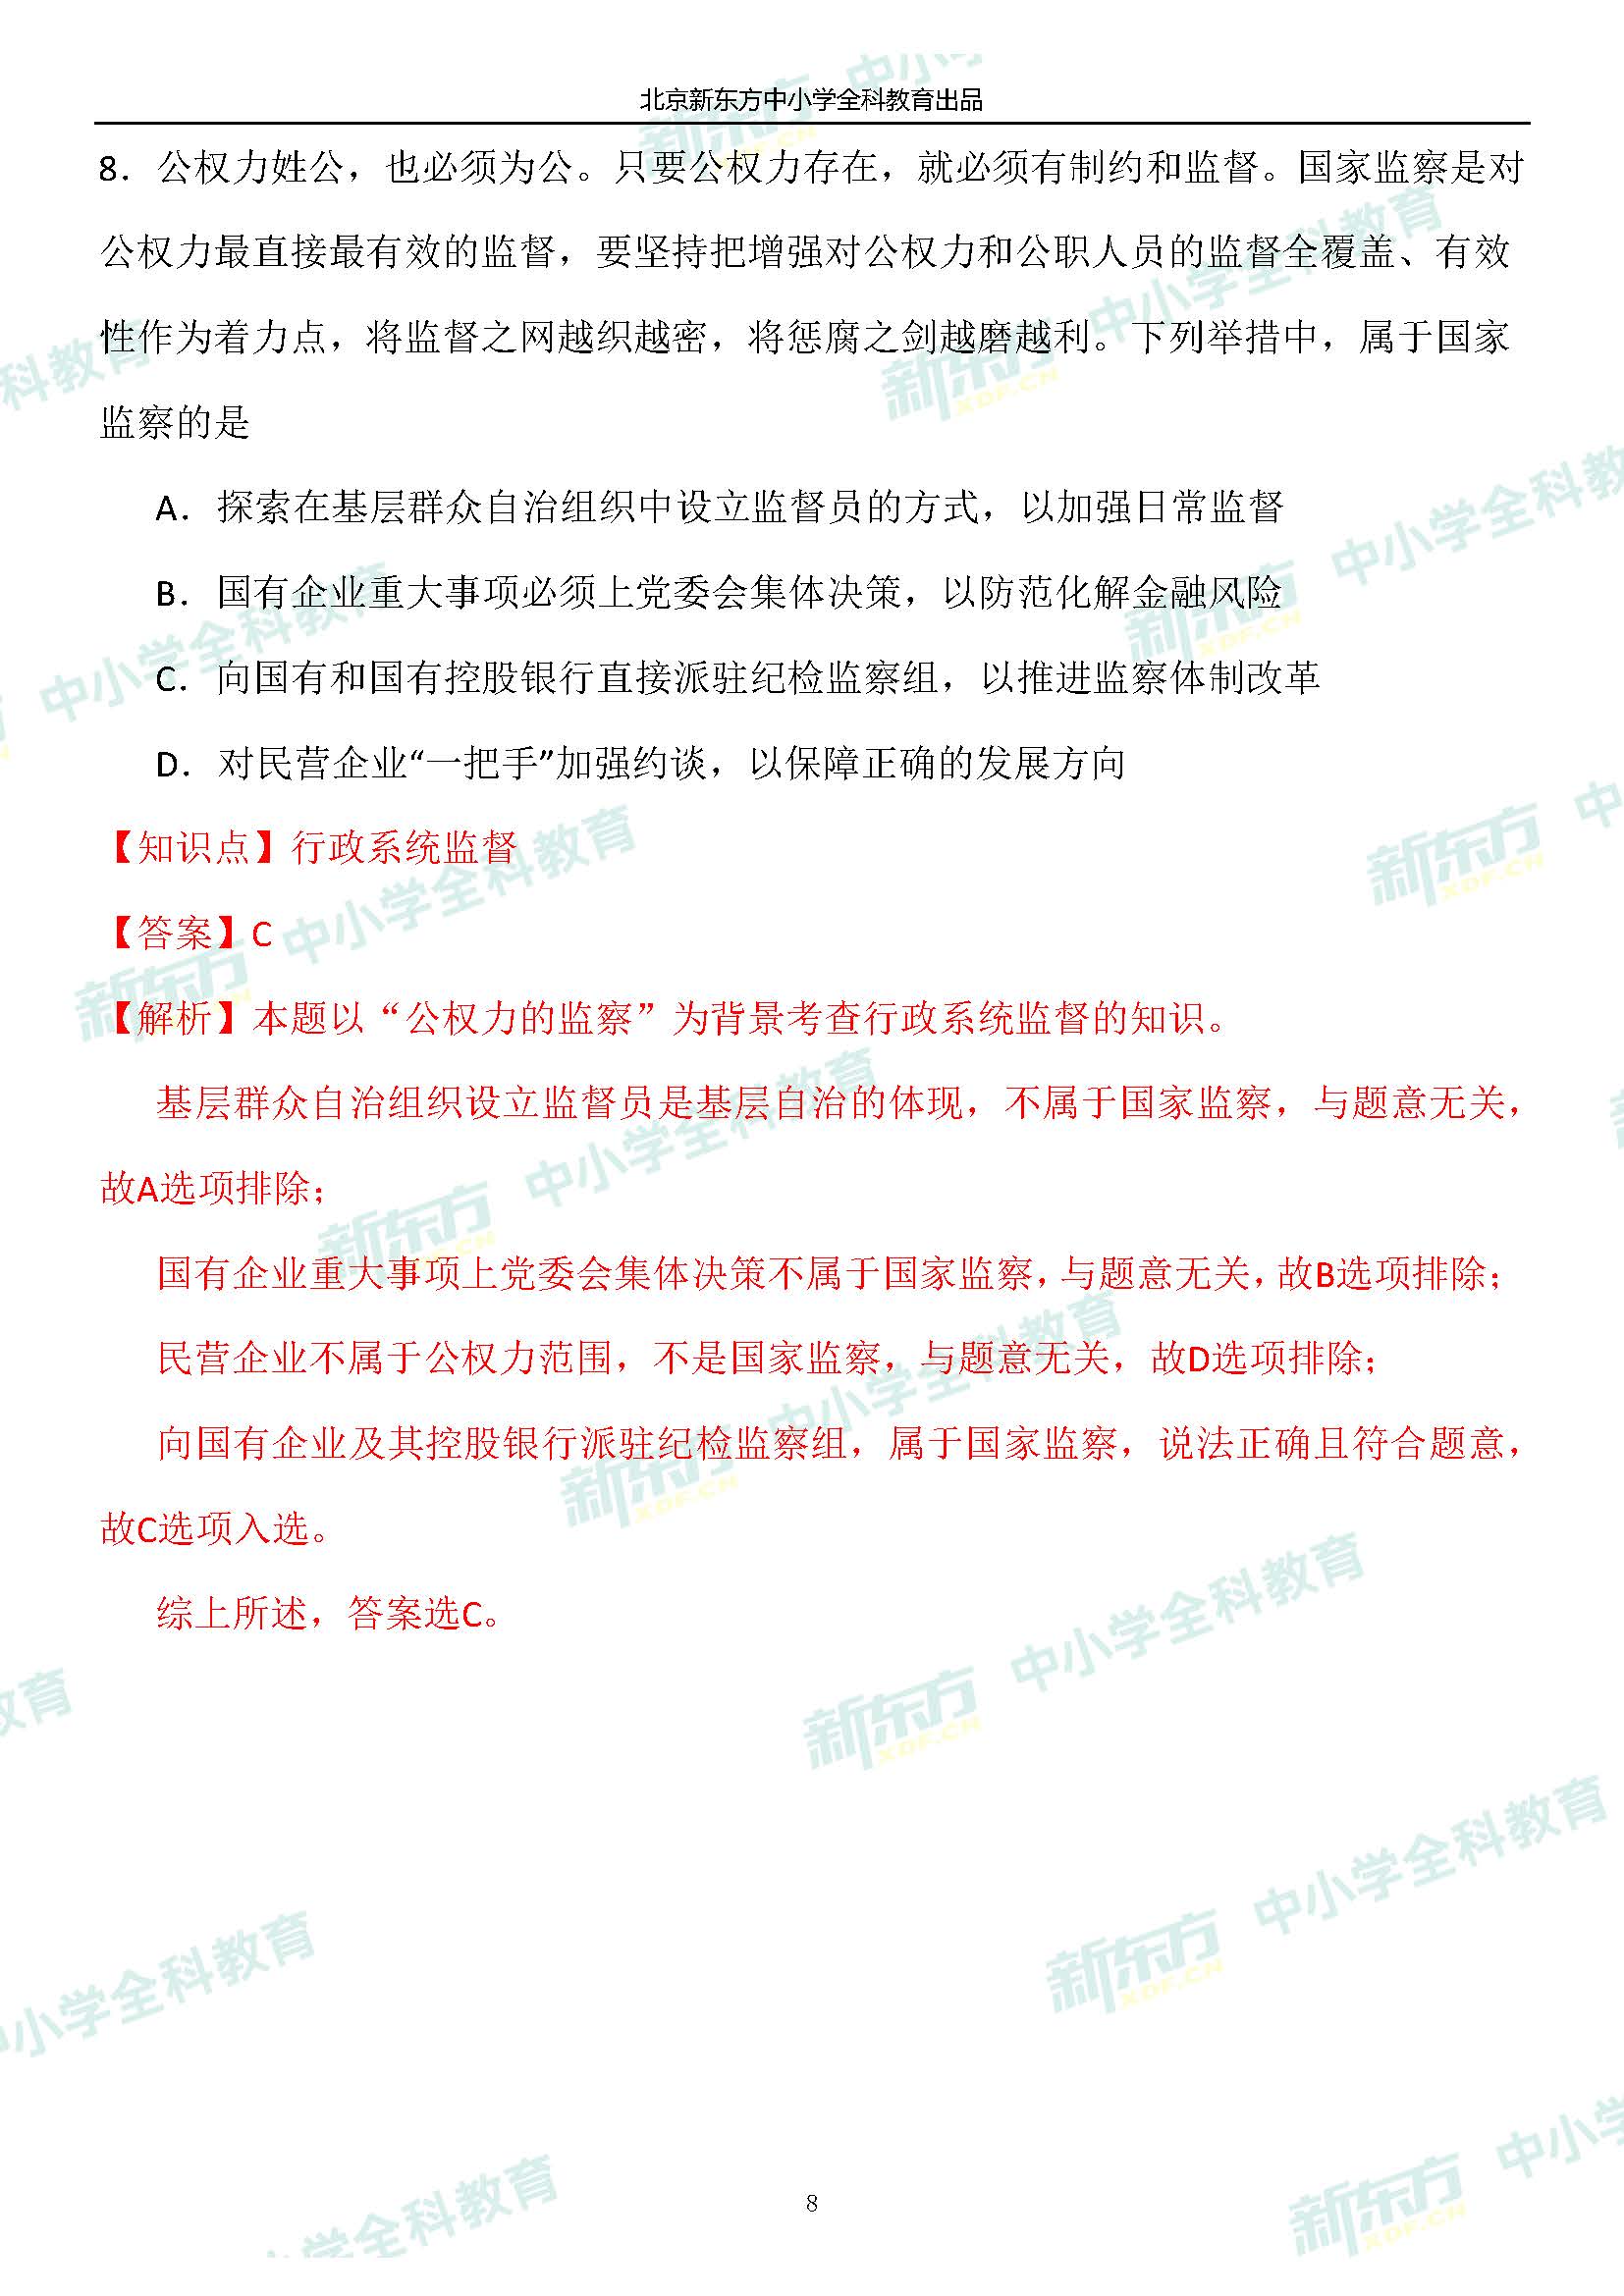 北京新东方中小学全科教育出品
8．公权力姓公，也必须为公。只要公权力存在，就必须有制约和监督。国家监察是对
公权力最直接最有效的监督，要坚持把增强对公权力和公职人员的监督全覆盖、有效
性作为着力点，将监督之网越织越密，将惩腐之剑越磨越利。下列举措中，属于国家
监察的是
A．探索在基层群众自治组织中设立监督员的方式，以加强日常监督
B．国有企业重大事项必须上党委会集体决策，以防范化解金融风险
C．向国有和国有控股银行直接派驻纪检监察组，以推进监察体制改革
D．对民营企业“一把手”加强约谈，以保障正确的发展方向
【知识点】行政系统监督
【答案】C
【解析】本题以“公权力的监察”为背景考查行政系统监督的知识。
基层群众自治组织设立监督员是基层自治的体现，不属于国家监察，与题意无关，
故A选项排除；
国有企业重大事项上党委会集体决策不属于国家监察，与题意无关，故B选项排除；
民营企业不属于公权力范围，不是国家监察，与题意无关，故D选项排除；
向国有企业及其控股银行派驻纪检监察组，属于国家监察，说法正确且符合题意，
故C选项入选。
综上所述，答案选C。
8
新东方 XDF.CN 中小学全科教育